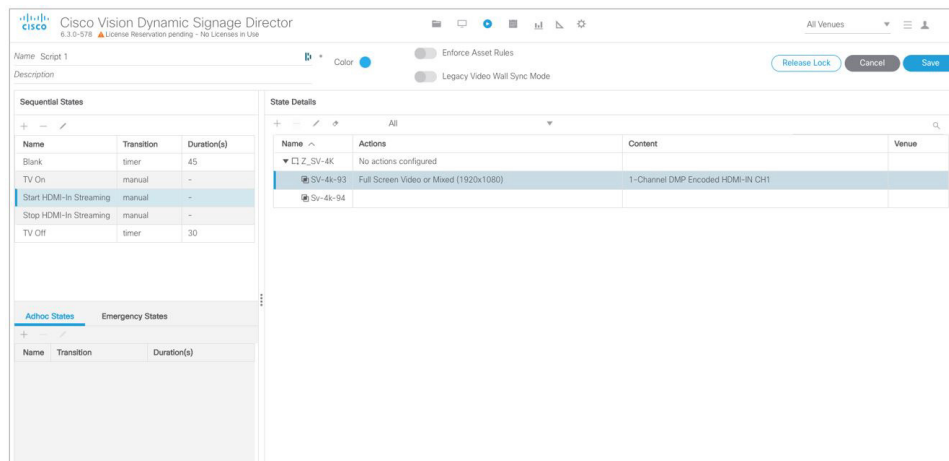 CISCO Cisco Vision Dynamic Signage Director
6.3.0-578 License Reservation pending - No Licenses in Use
All Venues
Name Script 1 * Color
Enforce Asset Rules
Description
Legacy Video Wall Sync Mode
Release Lock Cancel Save
Sequential States
Name Transition Duration(s)
Blank timer 45
TV On manual -
Start HDMI-In Streaming manual -
Stop HDMI-In Streaming manual -
TV Off timer 30
Adhoc States Emergency States
Name Transition Duration(s)
State Details
All
Name Actions Content Venue
Z_SV-4K No actions configured
SV-4k-93 Full Screen Video or Mixed (1920x1080) 1-Channel DMP Encoded HDMI-IN CH1
Sv-4k-94